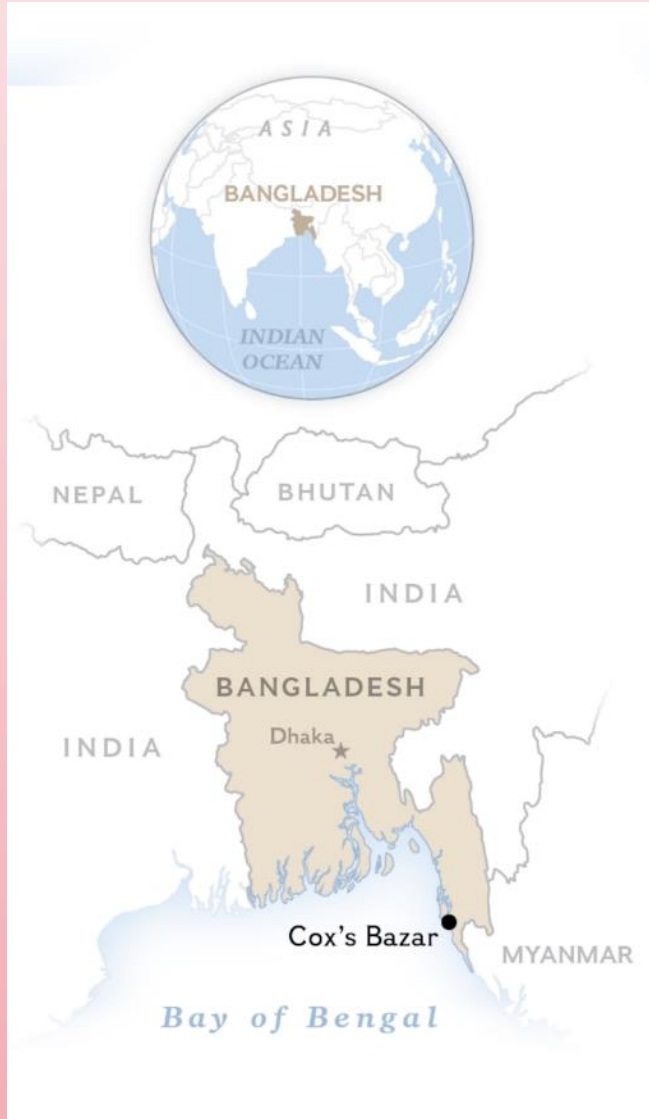 ASIA
BANGLADESH
INDIAN
OCEAN
NEPAL
BHUTAN
INDIA
BANGLADESH
Dhaka
INDIA
Cox's Bazar
MYANMAR
Bay of Bengal